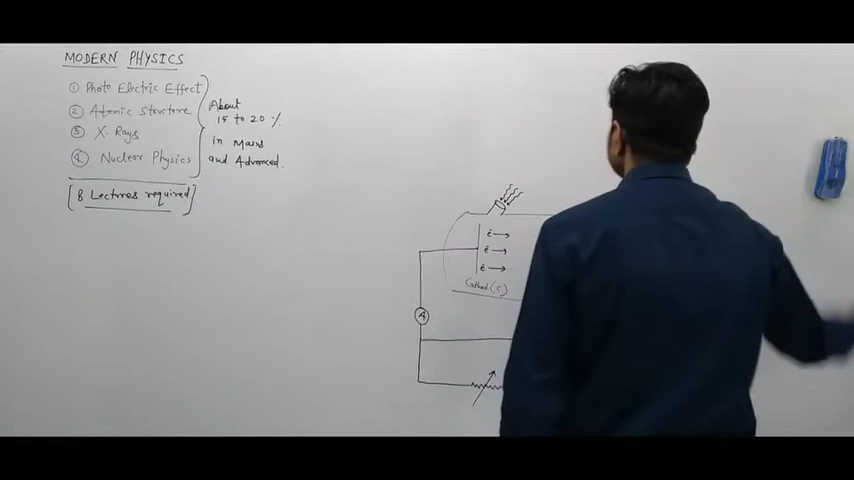 MODERN PHYSICS
① Photo Electric Effect
② Atomic Structure
③ X-Rays
④ Nuclear Physics
About
15 to 20 %
in Mains
and Advanced.
[8 Lectures required]
e
e
e
Cathod (C)
A